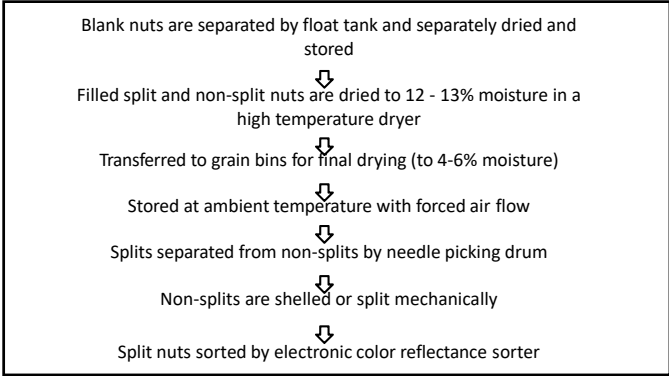 Blank nuts are separated by float tank and separately dried and
stored
Filled split and non-split nuts are dried to 12 - 13% moisture in a
high temperature dryer
Transferred to grain bins for final drying (to 4-6% moisture)
Stored at ambient temperature with forced air flow
Splits separated from non-splits by needle picking drum
Non-splits are shelled or split mechanically
Split nuts sorted by electronic color reflectance sorter